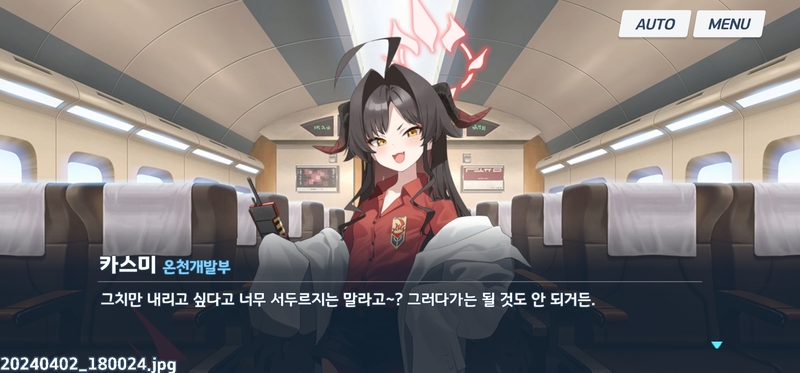 AUTO MENU
카스미 온천개발부
그치만 내리고 싶다고 너무 서두르지는 말라고~? 그러다가는 될 것도 안 되거든.
20240402_180024.jpg